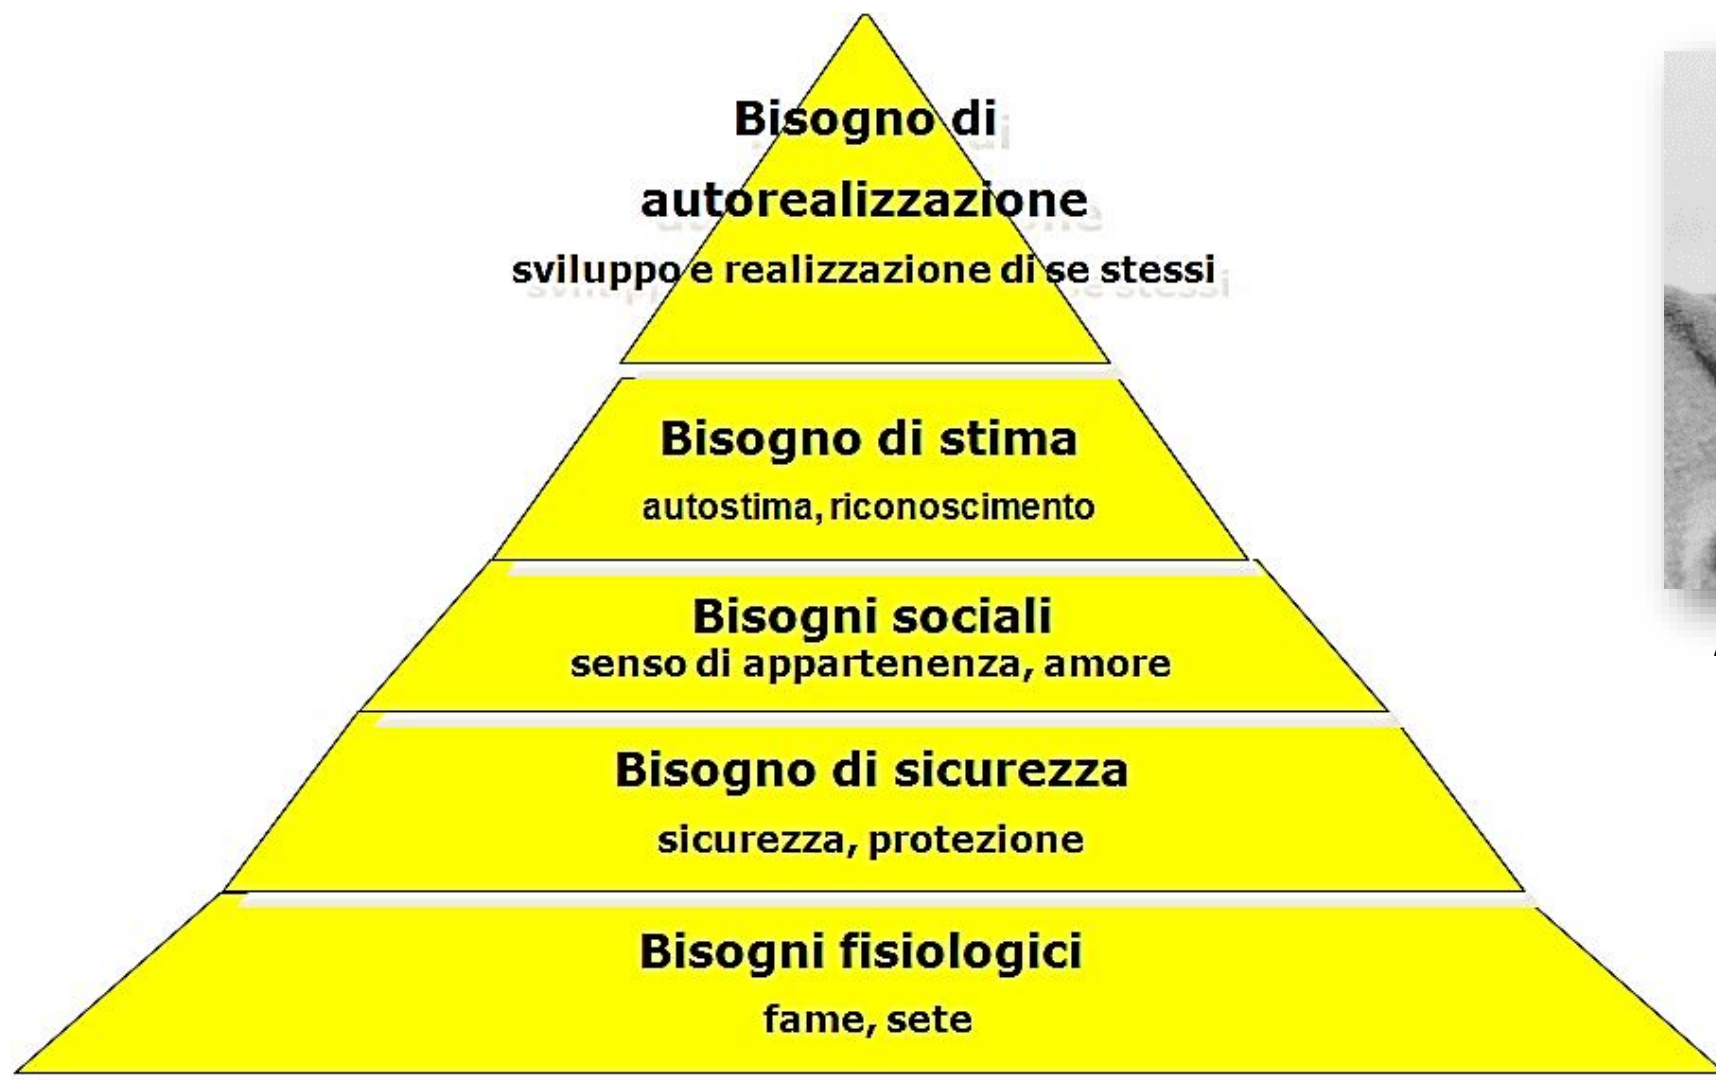 Bisogno di
autorealizzazione
sviluppo e realizzazione di se stessi
Bisogno di stima
autostima, riconoscimento
Bisogni sociali
senso di appartenenza, amore
Bisogno di sicurezza
sicurezza, protezione
Bisogni fisiologici
fame, sete